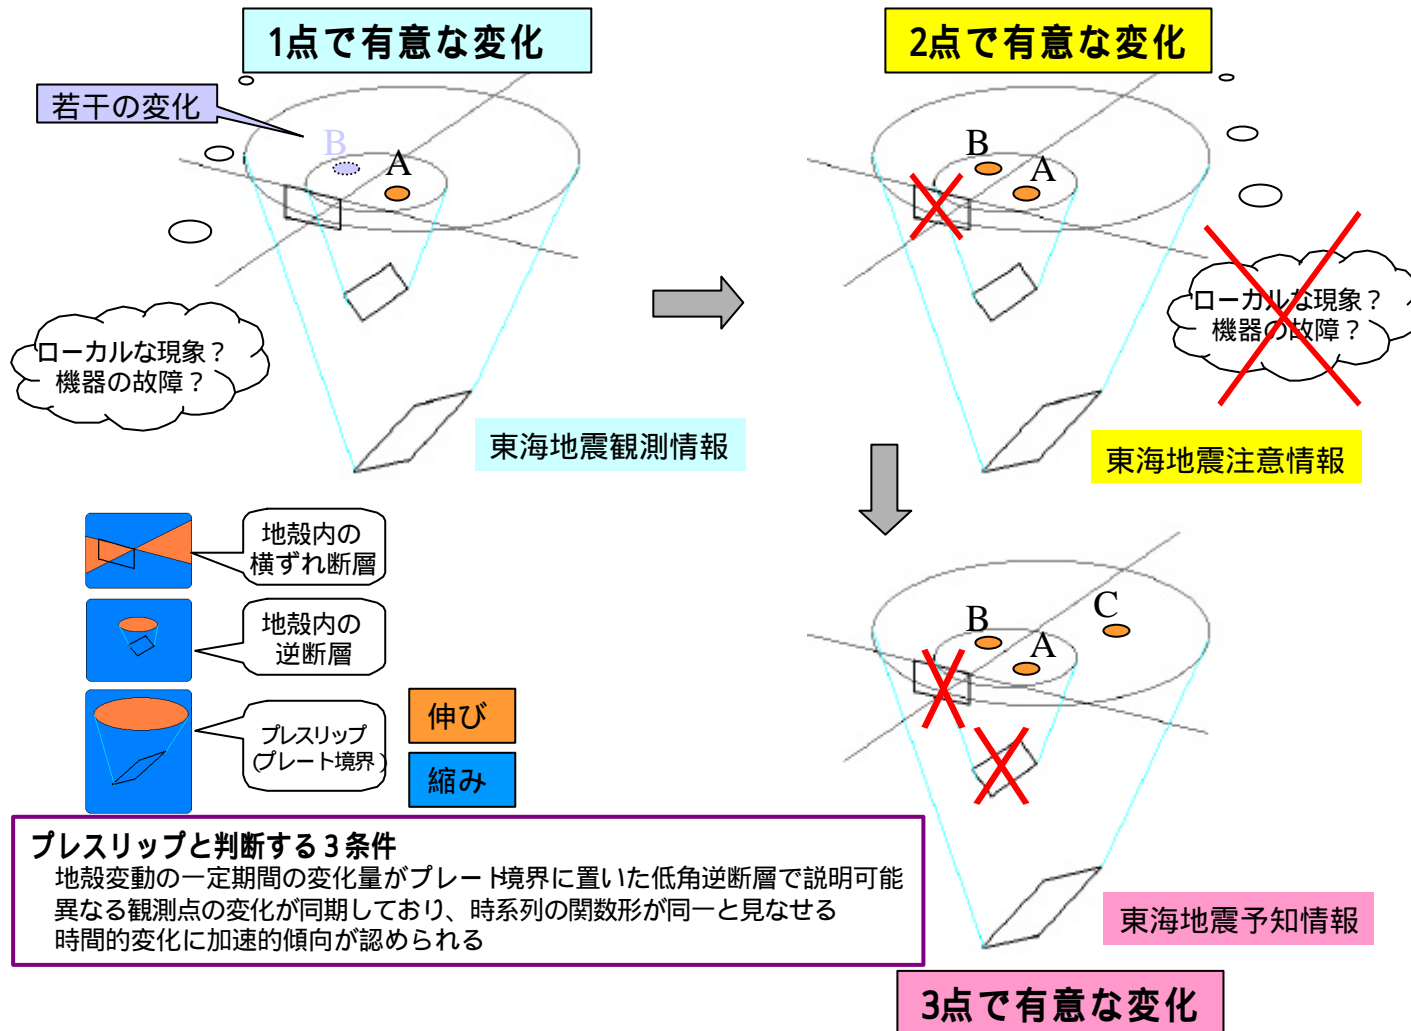 1点で有意な変化
若干の変化
B
A
ローカルな現象？
機器の故障？
東海地震観測情報
2点で有意な変化
B
A
ローカルな現象？
機器の故障？
東海地震注意情報
地殻内の
横ずれ断層
地殻内の
逆断層
プレスリップ
(プレート境界)
伸び
縮み
B
A
C
東海地震予知情報
3点で有意な変化
プレスリップと判断する３条件
地殻変動の一定期間の変化量がプレート境界に置いた低角逆断層で説明可能
異なる観測点の変化が同期しており、時系列の関数形が同一と見なせる
時間的変化に加速的傾向が認められる